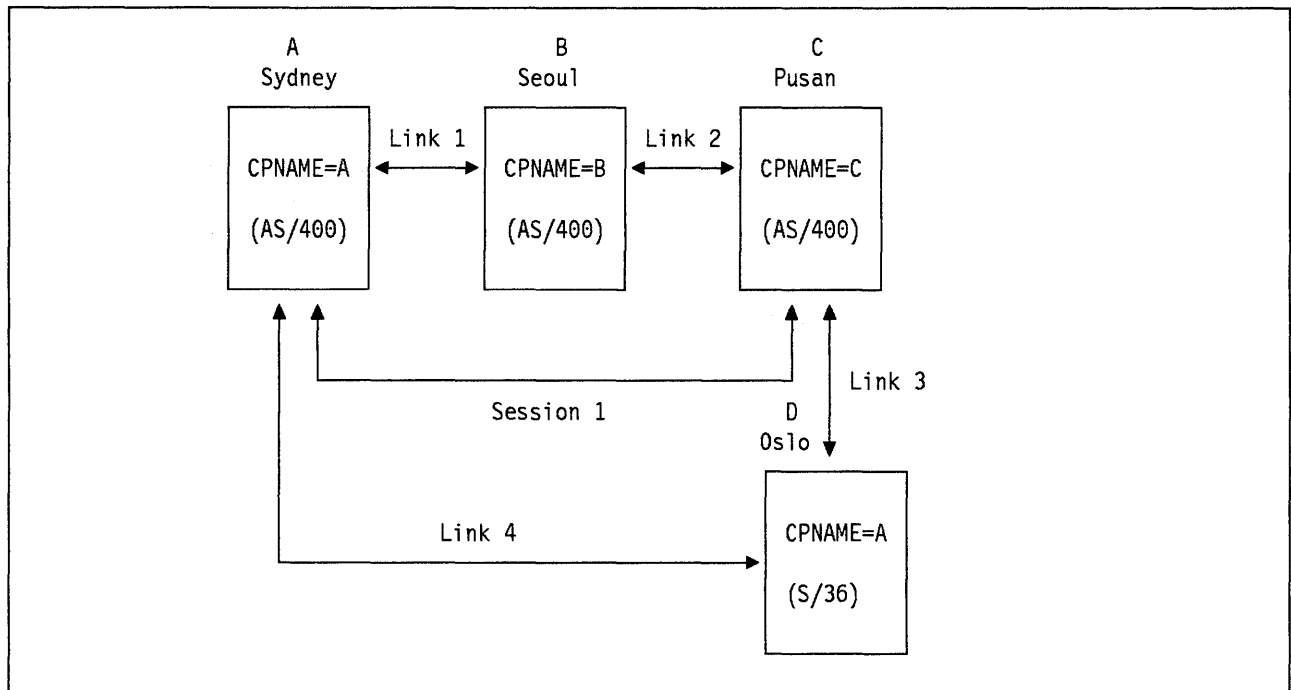 A B C
Sydney Seoul Pusan
Link 1 Link 2
CPNAME=A CPNAME=B CPNAME=C
(AS/400) (AS/400) (AS/400)
Link 3
Session 1 D
Oslo
Link 4 CPNAME=A
(S/36)